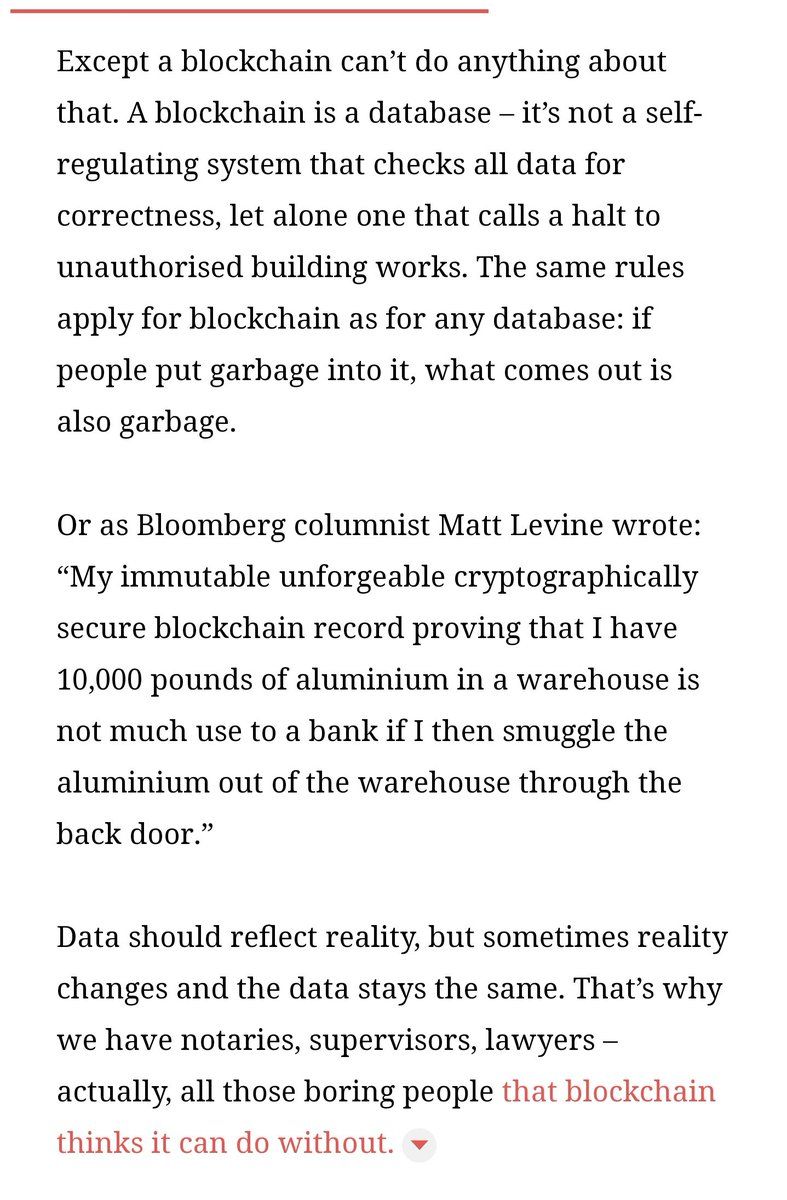 Except a blockchain can’t do anything about
that. A blockchain is a database – it’s not a self-
regulating system that checks all data for
correctness, let alone one that calls a halt to
unauthorised building works. The same rules
apply for blockchain as for any database: if
people put garbage into it, what comes out is
also garbage.
Or as Bloomberg columnist Matt Levine wrote:
“My immutable unforgeable cryptographically
secure blockchain record proving that I have
10,000 pounds of aluminium in a warehouse is
not much use to a bank if I then smuggle the
aluminium out of the warehouse through the
back door.”
Data should reflect reality, but sometimes reality
changes and the data stays the same. That’s why
we have notaries, supervisors, lawyers –
actually, all those boring people that blockchain
thinks it can do without.